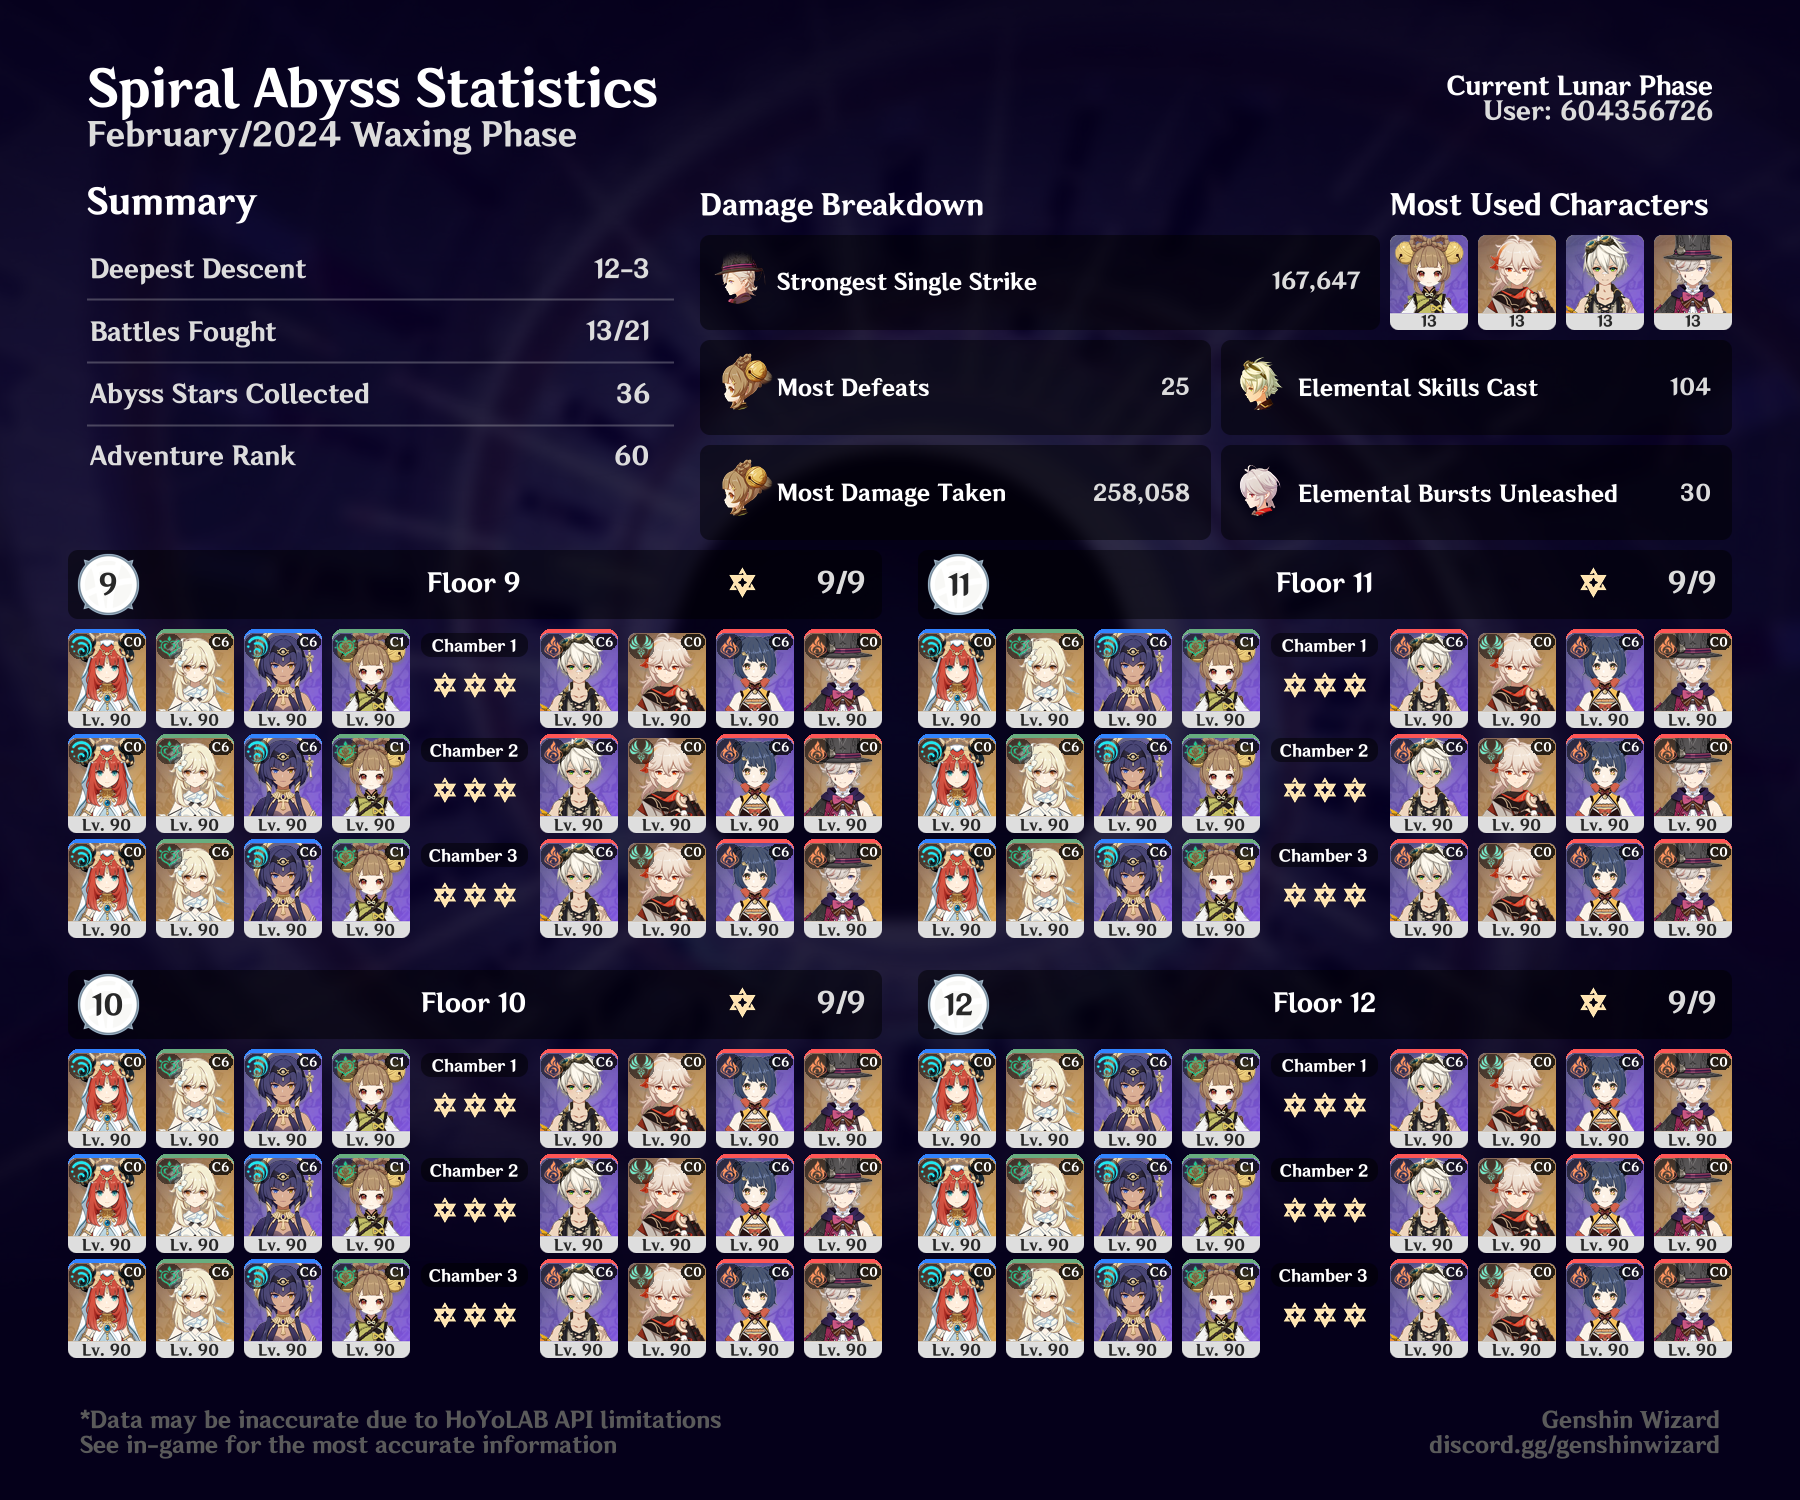 Spiral Abyss Statistics
February/2024 Waxing Phase
Current Lunar Phase
User: 604356726
Summary
Deepest Descent 12-3
Battles Fought 13/21
Abyss Stars Collected 36
Adventure Rank 60
Damage Breakdown
Strongest Single Strike 167,647
Most Defeats 25
Elemental Skills Cast 104
Most Damage Taken 258,058
Elemental Bursts Unleashed 30
Most Used Characters
13 13 13 13
9 Floor 9 9/9
C0 C6 C6 C1 Chamber 1 C6 C0 C6 C0
Lv. 90 Lv. 90 Lv. 90 Lv. 90 Lv. 90 Lv. 90 Lv. 90 Lv. 90
C0 C6 C6 C1 Chamber 2 C6 C0 C6 C0
Lv. 90 Lv. 90 Lv. 90 Lv. 90 Lv. 90 Lv. 90 Lv. 90 Lv. 90
C0 C6 C6 C1 Chamber 3 C6 C0 C6 C0
Lv. 90 Lv. 90 Lv. 90 Lv. 90 Lv. 90 Lv. 90 Lv. 90 Lv. 90
11 Floor 11 9/9
C0 C6 C6 C1 Chamber 1 C6 C0 C6 C0
Lv. 90 Lv. 90 Lv. 90 Lv. 90 Lv. 90 Lv. 90 Lv. 90 Lv. 90
C0 C6 C6 C1 Chamber 2 C6 C0 C6 C0
Lv. 90 Lv. 90 Lv. 90 Lv. 90 Lv. 90 Lv. 90 Lv. 90 Lv. 90
C0 C6 C6 C1 Chamber 3 C6 C0 C6 C0
Lv. 90 Lv. 90 Lv. 90 Lv. 90 Lv. 90 Lv. 90 Lv. 90 Lv. 90
10 Floor 10 9/9
C0 C6 C6 C1 Chamber 1 C6 C0 C6 C0
Lv. 90 Lv. 90 Lv. 90 Lv. 90 Lv. 90 Lv. 90 Lv. 90 Lv. 90
C0 C6 C6 C1 Chamber 2 C6 C0 C6 C0
Lv. 90 Lv. 90 Lv. 90 Lv. 90 Lv. 90 Lv. 90 Lv. 90 Lv. 90
C0 C6 C6 C1 Chamber 3 C6 C0 C6 C0
Lv. 90 Lv. 90 Lv. 90 Lv. 90 Lv. 90 Lv. 90 Lv. 90 Lv. 90
12 Floor 12 9/9
C0 C6 C6 C1 Chamber 1 C6 C0 C6 C0
Lv. 90 Lv. 90 Lv. 90 Lv. 90 Lv. 90 Lv. 90 Lv. 90 Lv. 90
C0 C6 C6 C1 Chamber 2 C6 C0 C6 C0
Lv. 90 Lv. 90 Lv. 90 Lv. 90 Lv. 90 Lv. 90 Lv. 90 Lv. 90
C0 C6 C6 C1 Chamber 3 C6 C0 C6 C0
Lv. 90 Lv. 90 Lv. 90 Lv. 90 Lv. 90 Lv. 90 Lv. 90 Lv. 90
*Data may be inaccurate due to HoYoLAB API limitations
See in-game for the most accurate information
Genshin Wizard
discord.gg/genshinwizard